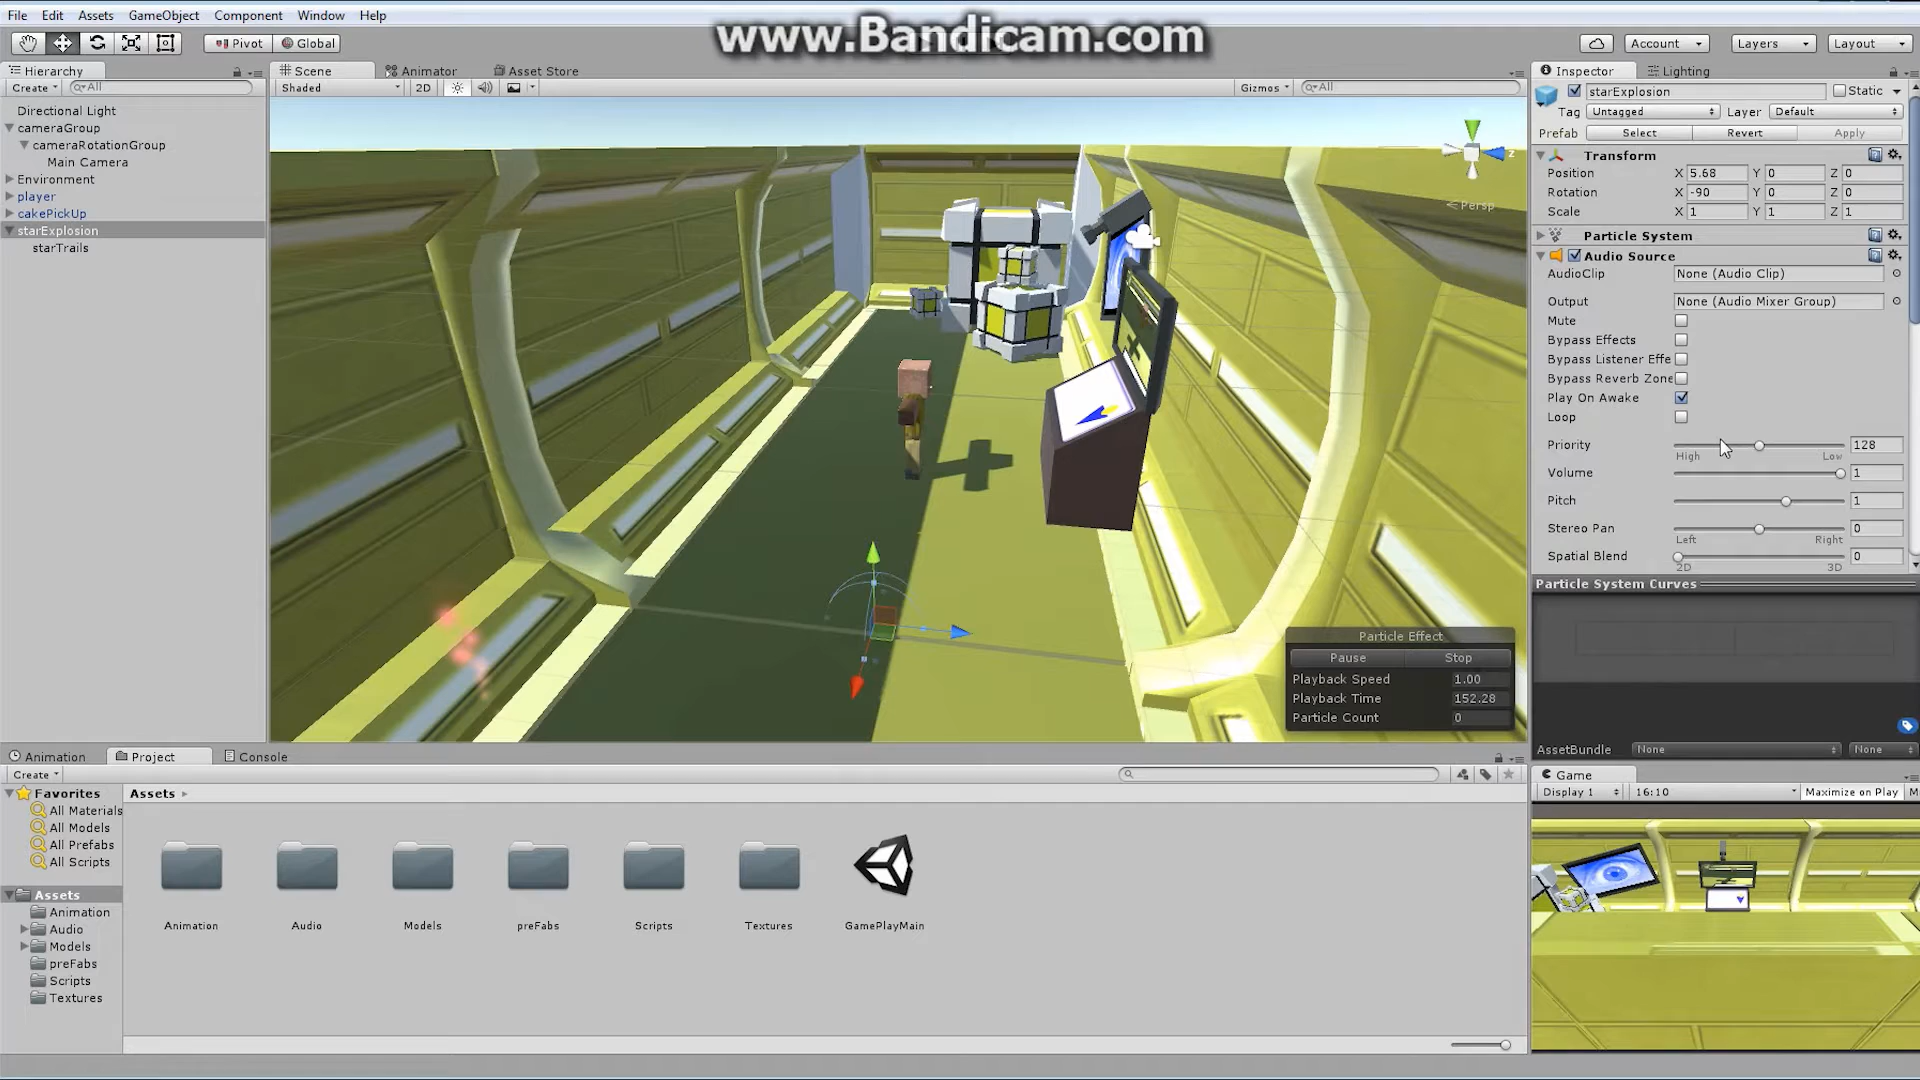 File Edit Assets GameObject Component Window Help
www.Bandicam.com
Pivot Global Account Layers Layout
Hierarchy
Create All
Directional Light
cameraGroup
cameraRotationGroup
Main Camera
Environment
player
cakePickUp
starExplosion
starTrails
Scene Animator Asset Store
Shaded 2D Gizmos All
z
Persp
Particle Effect
Pause Stop
Playback Speed 1.00
Playback Time 152.28
Particle Count 0
Inspector Lighting
starExplosion Static
Tag Untagged Layer Default
Prefab Select Revert Apply
Transform
Position X 5.68 Y 0 Z 0
Rotation X -90 Y 0 Z 0
Scale X 1 Y 1 Z 1
Particle System
Audio Source
AudioClip None (Audio Clip)
Output None (Audio Mixer Group)
Mute
Bypass Effects
Bypass Listener Effe
Bypass Reverb Zone
Play On Awake
Loop
Priority 128
High Low
Volume 1
Pitch 1
Stereo Pan 0
Left Right
Spatial Blend 0
2D 3D
Particle System Curves
AssetBundle None None
Game
Display 1 16:10 Maximize on Play M
Animation Project Console
Create
Favorites
All Materials
All Models
All Prefabs
All Scripts
Assets
Animation
Audio
Models
preFabs
Scripts
Textures
Assets
Animation Audio Models preFabs Scripts Textures GamePlayMain